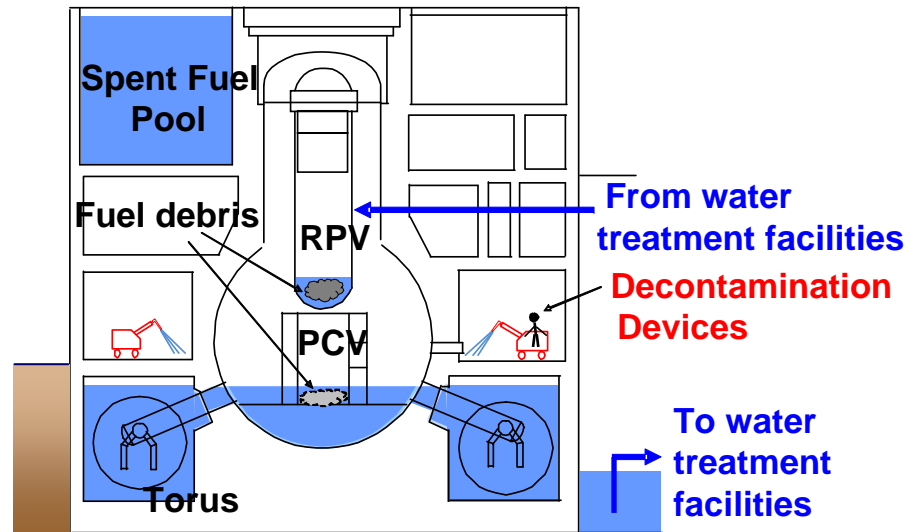 Spent Fuel
Pool
Fuel debris
RPV
From water
treatment facilities
Decontamination
Devices
PCV
To water
treatment
facilities
Torus